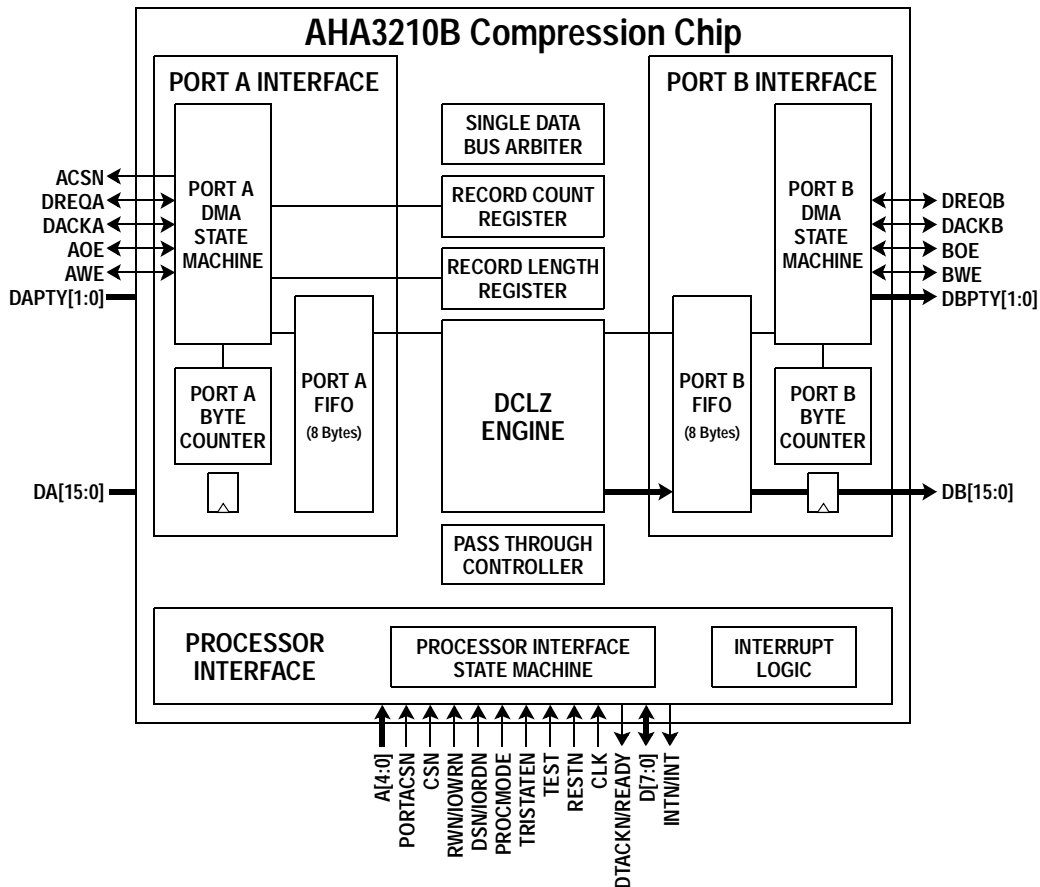 AHA3210B Compression Chip
PORT A INTERFACE
PORT B INTERFACE
SINGLE DATA
BUS ARBITER
RECORD COUNT
REGISTER
RECORD LENGTH
REGISTER
PORT A
DMA
STATE
MACHINE
PORT B
DMA
STATE
MACHINE
ACSN
DREQA
DACKA
AOE
AWE
DAPTY[1:0]
DREQB
DACKB
BOE
BWE
DBPTY[1:0]
PORT A
BYTE
COUNTER
PORT A
FIFO
(8 Bytes)
DCLZ
ENGINE
PORT B
FIFO
(8 Bytes)
PORT B
BYTE
COUNTER
DA[15:0]
DB[15:0]
PASS THROUGH
CONTROLLER
PROCESSOR
INTERFACE
PROCESSOR INTERFACE
STATE MACHINE
INTERRUPT
LOGIC
A[4:0]
PORTACSN
CSN
RWN/IOWRN
DSN/IORDN
PROCMODE
TRISTATEN
TEST
RESTN
CLK
DTACKN/READY
D[7:0]
INTN/INT